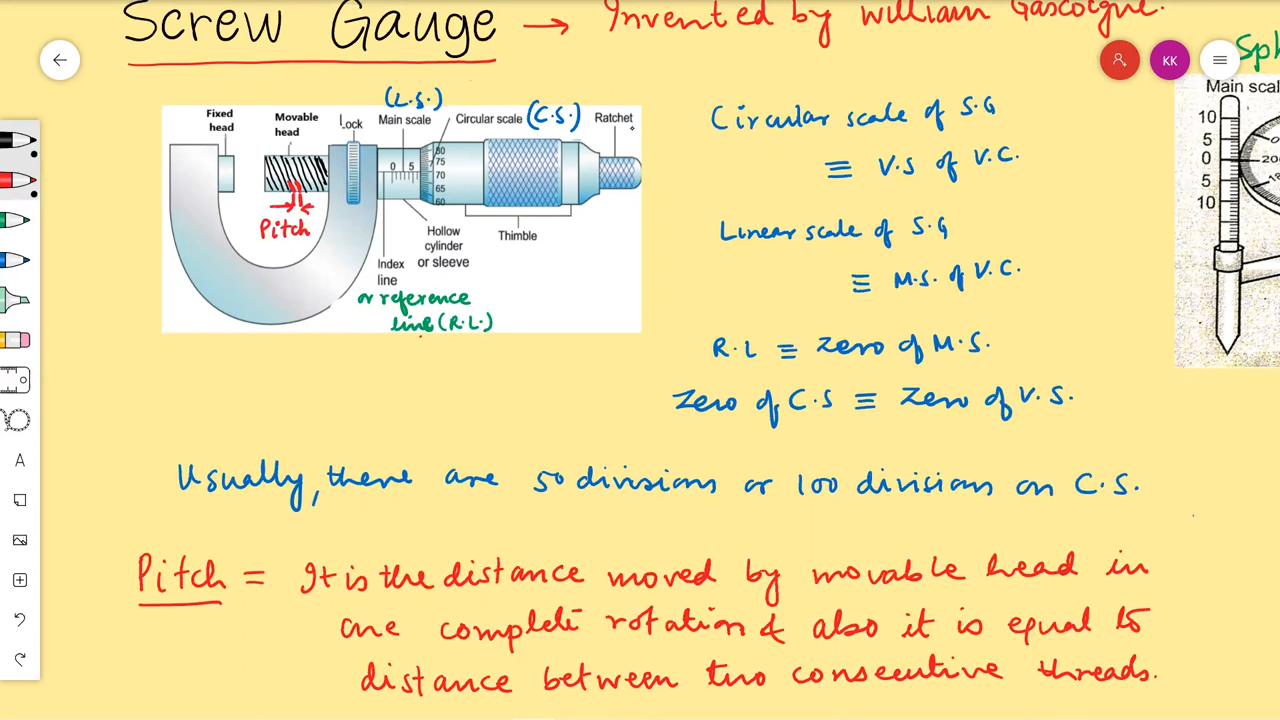 Screw Gauge → Invented by William Gascoigne.
KK
Sph
(L.S.)
(C.S.)
Fixed
head
Movable
head
Lock
Main scale
Circular scale
Ratchet
0 5
80
75
70
65
60
Pitch
Hollow
cylinder
or sleeve
Thimble
Index
line
or reference
line (R.L.)
Circular scale of S.G
≡ V.S of V.C.
Linear scale of S.G
≡ M.S. of V.C.
R.L ≡ Zero of M.S.
Zero of C.S ≡ Zero of V.S.
Main scal
10
5
0
5
10
A
Usually, there are 50 divisions or 100 divisions on C.S.
Pitch = It is the distance moved by movable head in
one complete rotation & also it is equal to
distance between two consecutive threads.